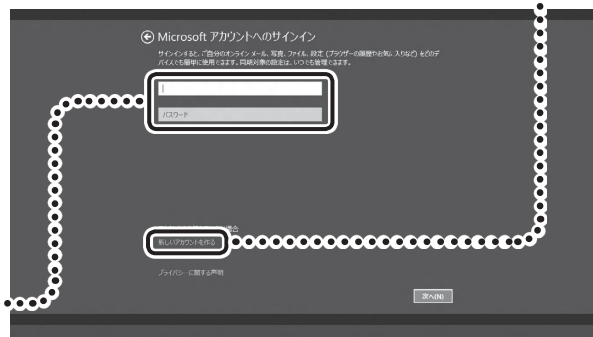 Microsoft アカウントへのサインイン
サインインすると、ご自分のオンライン メール、写真、ファイル、設定 (ブラウザーの履歴やお気に入りなど) をどのデ
バイスでも簡単に使用できます。同期対象の設定は、いつでも管理できます。
パスワード
場合
新しいアカウントを作る
プライバシーに関する声明
次へ(N)